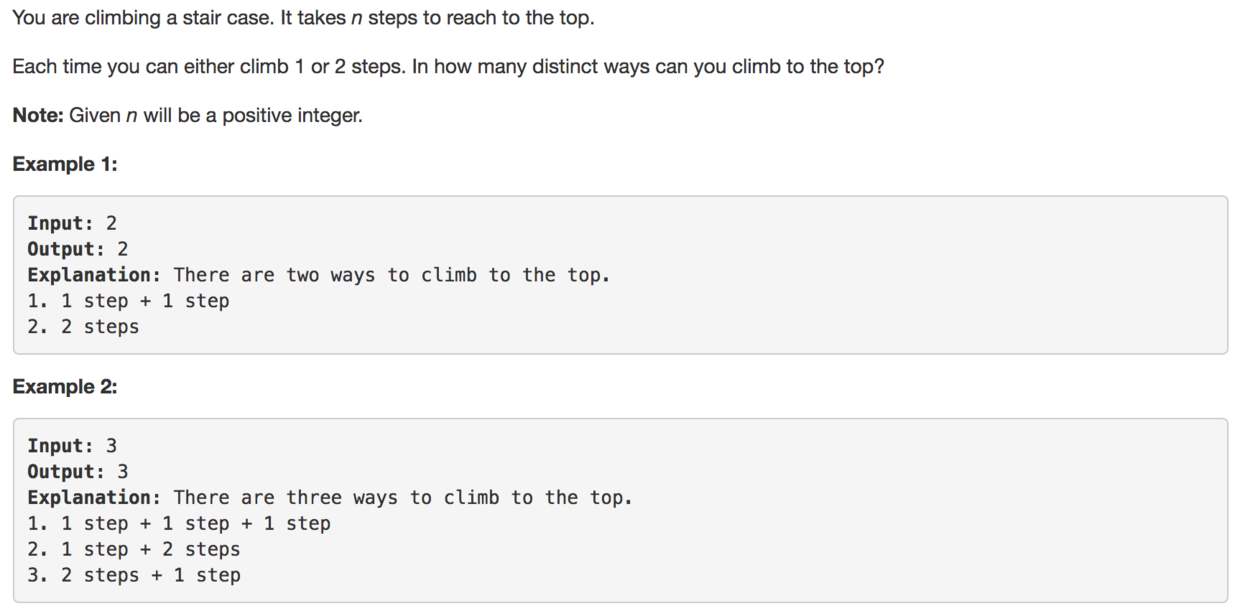 You are climbing a stair case. It takes n steps to reach to the top.
Each time you can either climb 1 or 2 steps. In how many distinct ways can you climb to the top?
Note: Given n will be a positive integer.
Example 1:
Input: 2
Output: 2
Explanation: There are two ways to climb to the top.
1. 1 step + 1 step
2. 2 steps
Example 2:
Input: 3
Output: 3
Explanation: There are three ways to climb to the top.
1. 1 step + 1 step + 1 step
2. 1 step + 2 steps
3. 2 steps + 1 step